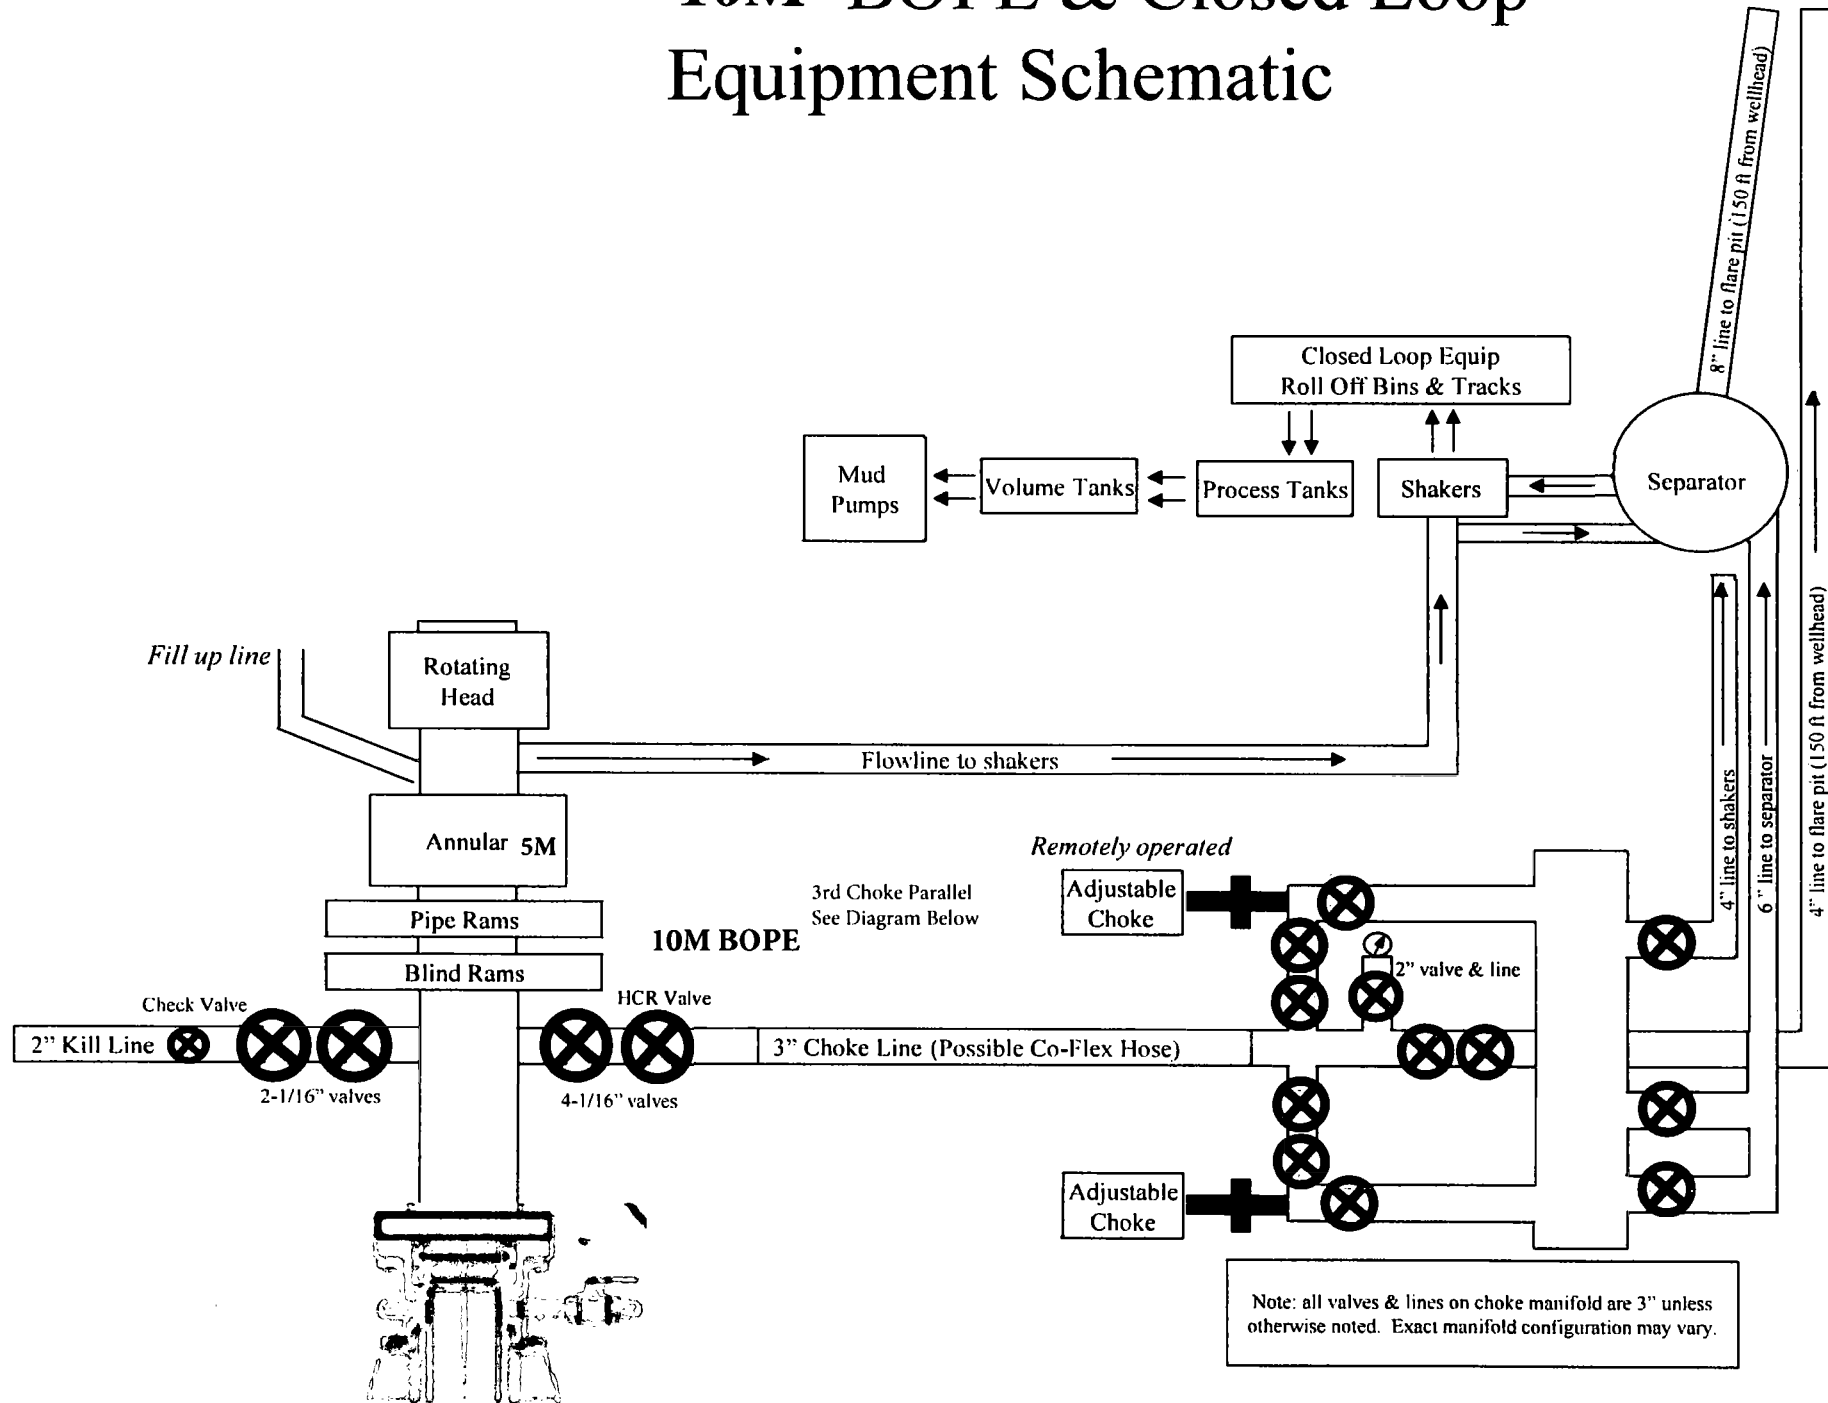 10M BOPE & Closed Loop
Equipment Schematic
8” line to flare pit (150 ft from wellhead)
Closed Loop Equip
Roll Off Bins & Tracks
Mud
Pumps
Volume Tanks
Process Tanks
Shakers
Separator
Fill up line
Rotating
Head
Flowline to shakers
4” line to shakers
6” line to separator
4” line to flare pit (150 ft from wellhead)
Annular 5M
Remotely operated
Adjustable
Choke
3rd Choke Parallel
See Diagram Below
Pipe Rams
10M BOPE
Blind Rams
2” valve & line
Check Valve
HCR Valve
2” Kill Line
3” Choke Line (Possible Co-Flex Hose)
2-1/16” valves
4-1/16” valves
Adjustable
Choke
Note: all valves & lines on choke manifold are 3” unless
otherwise noted. Exact manifold configuration may vary.